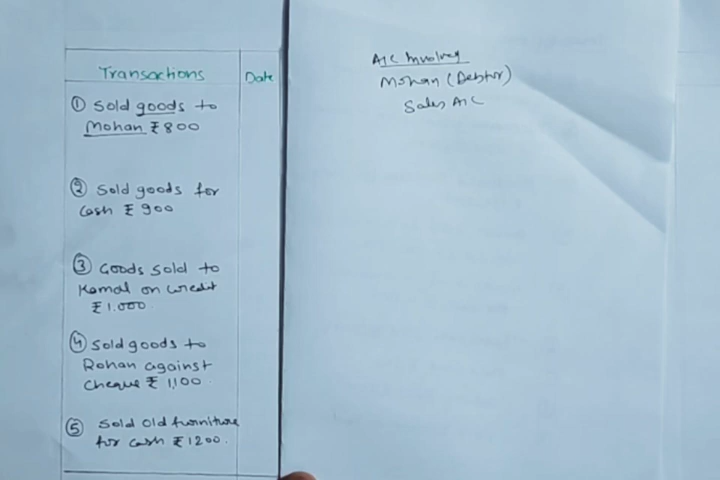 Transactions
Date
① Sold goods to
Mohan ₹800
② Sold goods for
Cash ₹ 900
③ Goods sold to
Kamal on credit
₹1,000.
④ Sold goods to
Rohan against
Cheque ₹ 1,100.
⑤ Sold Old furniture
for cash ₹1200.
A/C Involved
Mohan (Debtor)
Sales A/C